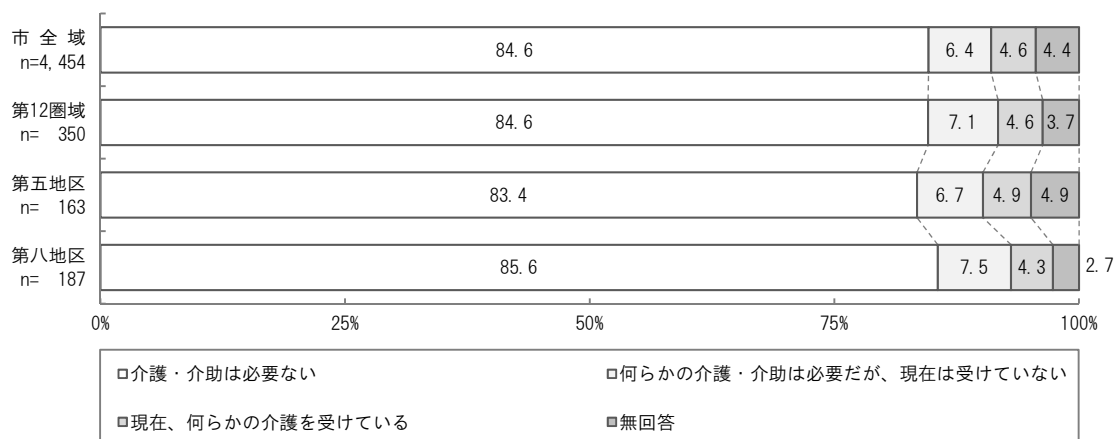 市 全 域
n=4,454
84.6
6.4
4.6
4.4
第12圏域
n= 350
84.6
7.1
4.6
3.7
第五地区
n= 163
83.4
6.7
4.9
4.9
第八地区
n= 187
85.6
7.5
4.3
2.7
0%
25%
50%
75%
100%
介護・介助は必要ない
何らかの介護・介助は必要だが、現在は受けていない
現在、何らかの介護を受けている
無回答